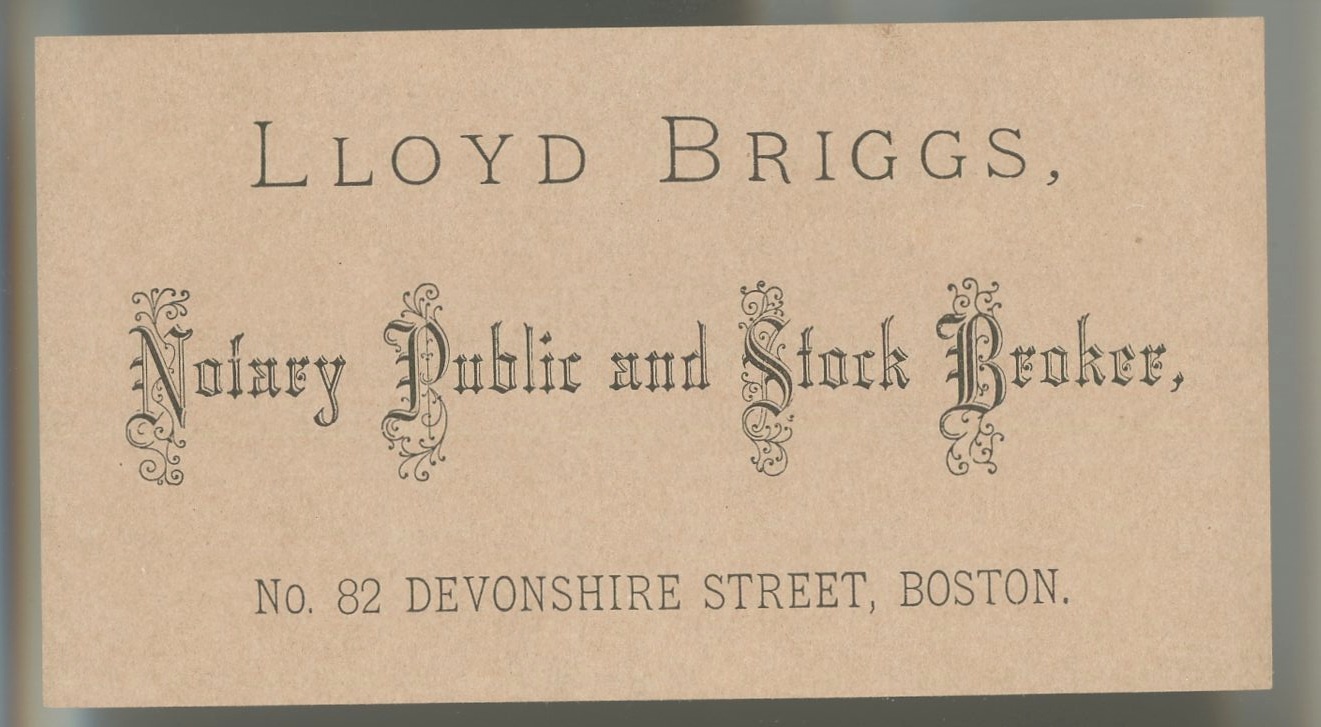 LLOYD BRIGGS,
Notary Public and Stock Broker,
No. 82 DEVONSHIRE STREET, BOSTON.